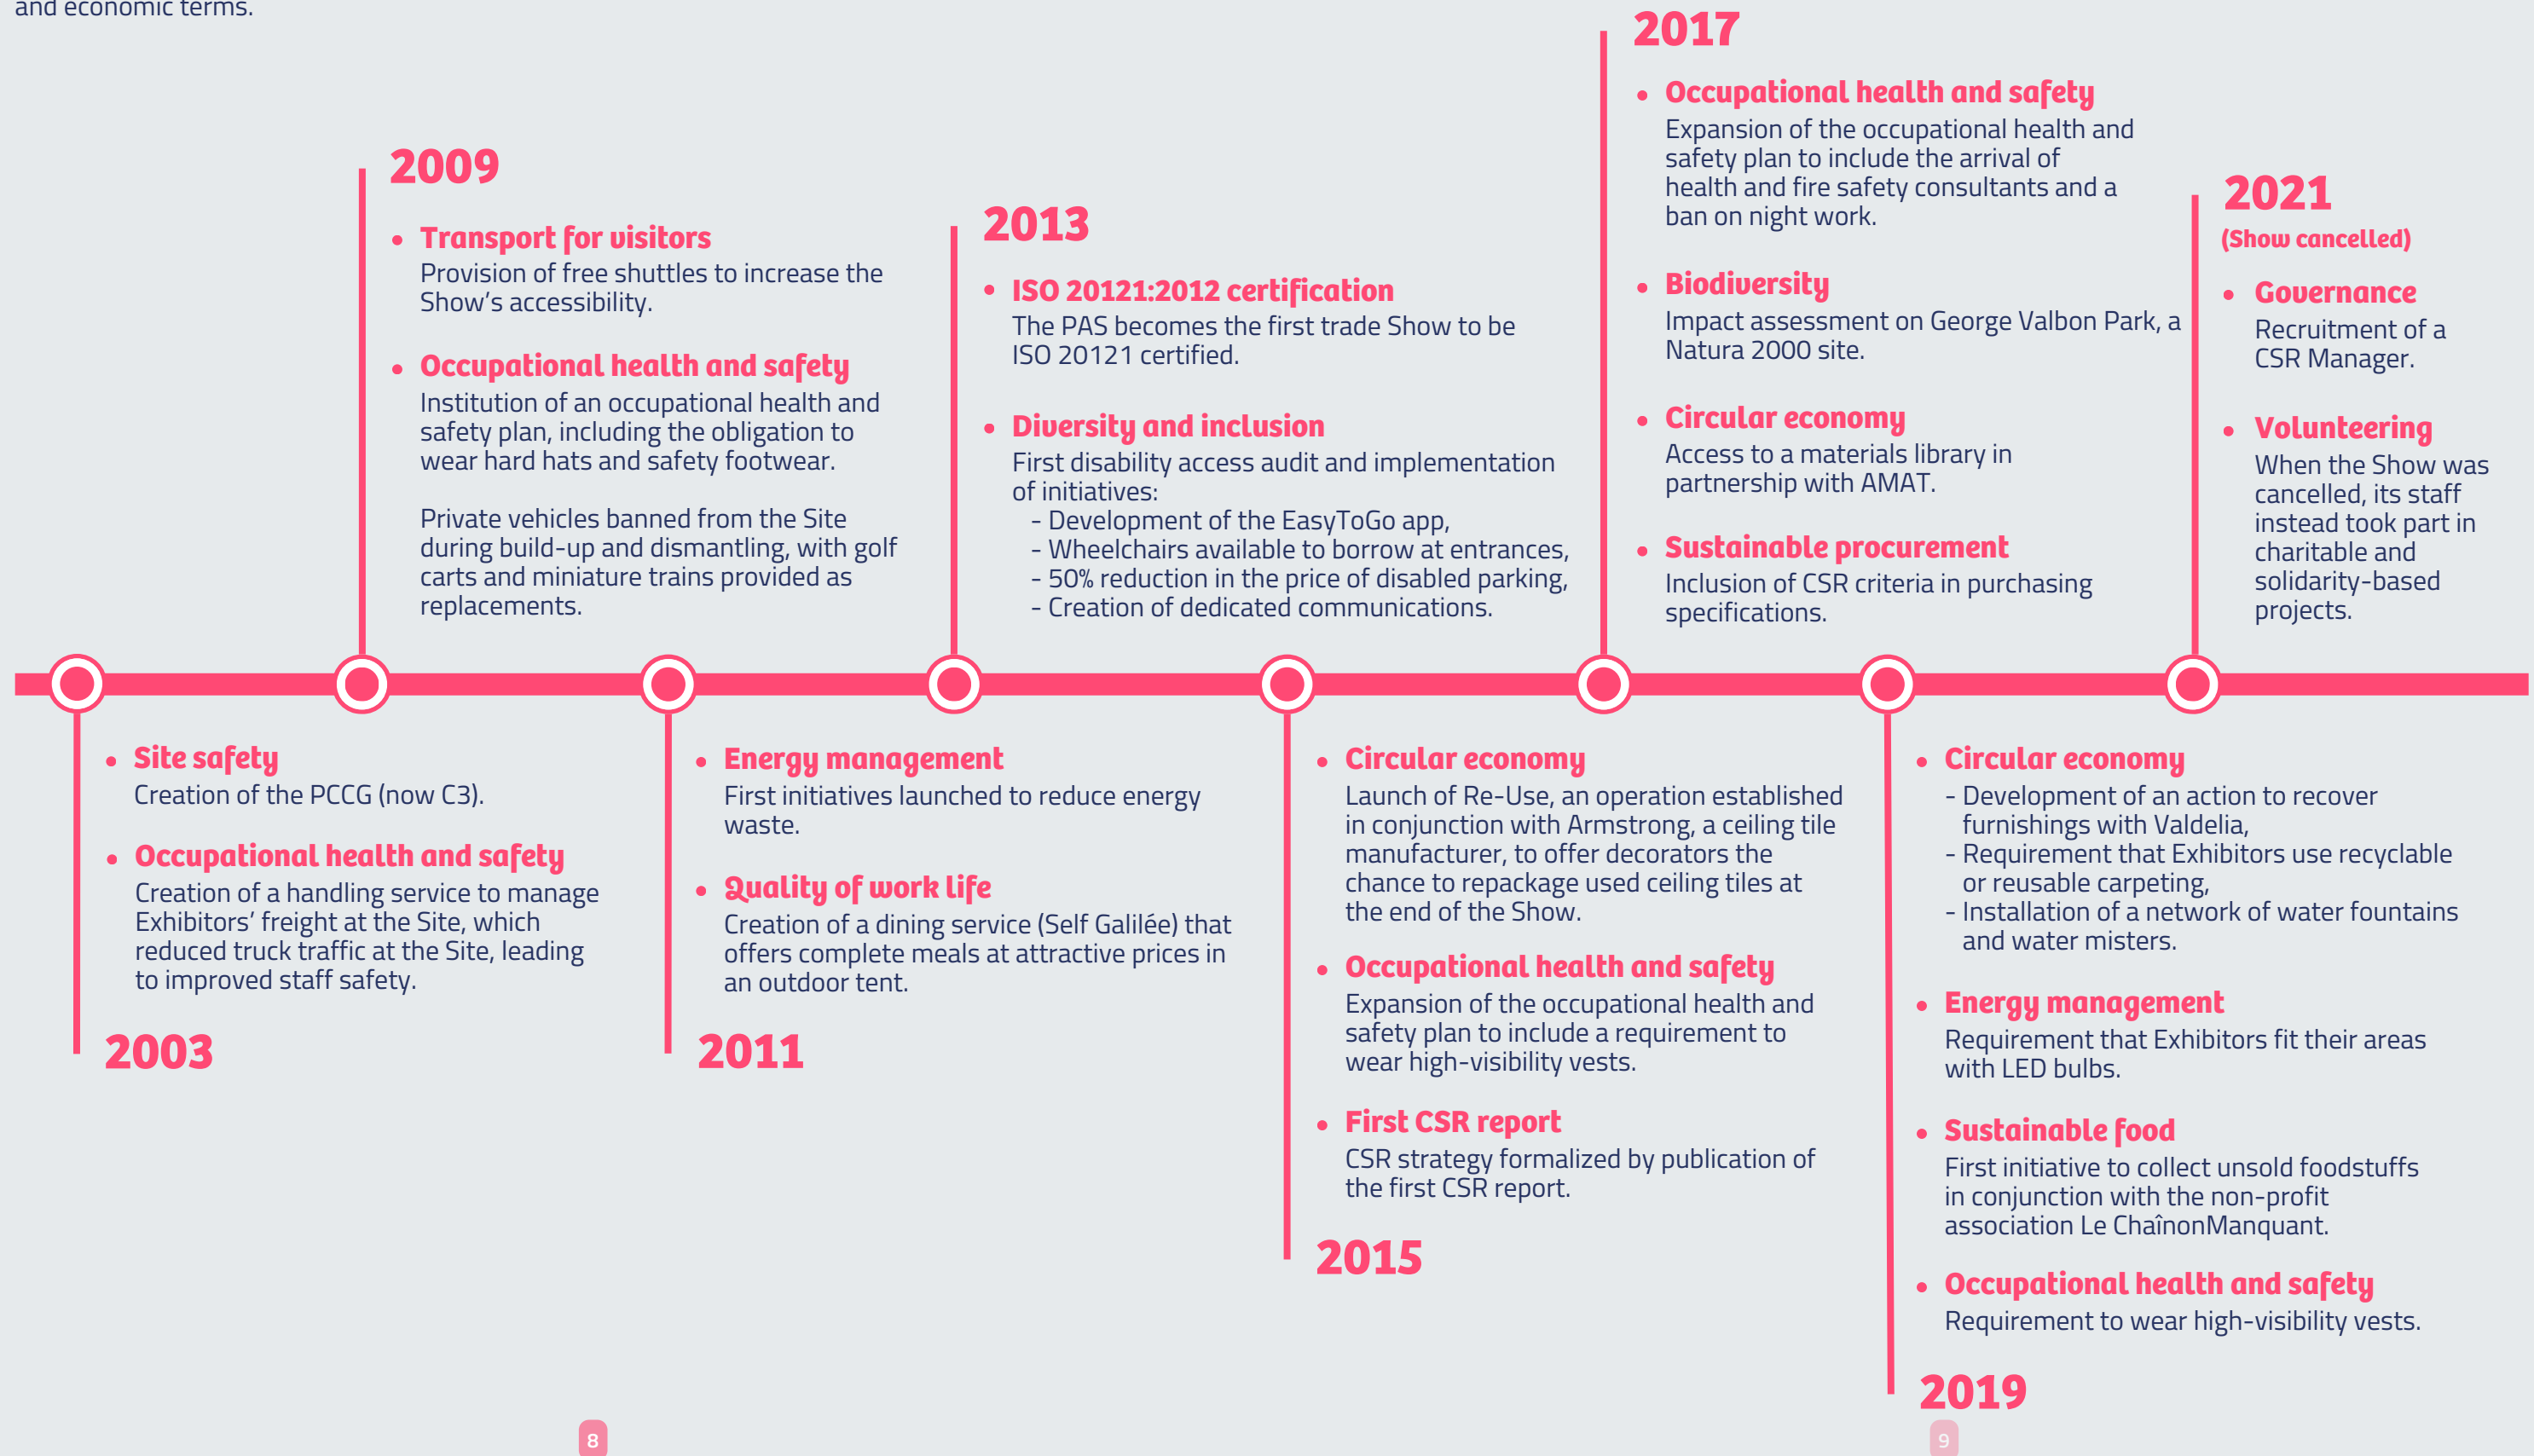 and economic terms.
2003
• Site safety
Creation of the PCCG (now C3).
• Occupational health and safety
Creation of a handling service to manage
Exhibitors’ freight at the Site, which
reduced truck traffic at the Site, leading
to improved staff safety.
2009
• Transport for visitors
Provision of free shuttles to increase the
Show’s accessibility.
• Occupational health and safety
Institution of an occupational health and
safety plan, including the obligation to
wear hard hats and safety footwear.
Private vehicles banned from the Site
during build-up and dismantling, with golf
carts and miniature trains provided as
replacements.
2011
• Energy management
First initiatives launched to reduce energy
waste.
• Quality of work life
Creation of a dining service (Self Galilée) that
offers complete meals at attractive prices in
an outdoor tent.
2013
• ISO 20121:2012 certification
The PAS becomes the first trade Show to be
ISO 20121 certified.
• Diversity and inclusion
First disability access audit and implementation
of initiatives:
- Development of the EasyToGo app,
- Wheelchairs available to borrow at entrances,
- 50% reduction in the price of disabled parking,
- Creation of dedicated communications.
2015
• Circular economy
Launch of Re-Use, an operation established
in conjunction with Armstrong, a ceiling tile
manufacturer, to offer decorators the
chance to repackage used ceiling tiles at
the end of the Show.
• Occupational health and safety
Expansion of the occupational health and
safety plan to include a requirement to
wear high-visibility vests.
• First CSR report
CSR strategy formalized by publication of
the first CSR report.
2017
• Occupational health and safety
Expansion of the occupational health and
safety plan to include the arrival of
health and fire safety consultants and a
ban on night work.
• Biodiversity
Impact assessment on George Valbon Park, a
Natura 2000 site.
• Circular economy
Access to a materials library in
partnership with AMAT.
• Sustainable procurement
Inclusion of CSR criteria in purchasing
specifications.
2019
• Circular economy
- Development of an action to recover
furnishings with Valdelia,
- Requirement that Exhibitors use recyclable
or reusable carpeting,
- Installation of a network of water fountains
and water misters.
• Energy management
Requirement that Exhibitors fit their areas
with LED bulbs.
• Sustainable food
First initiative to collect unsold foodstuffs
in conjunction with the non-profit
association Le ChaînonManquant.
• Occupational health and safety
Requirement to wear high-visibility vests.
2021
(Show cancelled)
• Governance
Recruitment of a
CSR Manager.
• Volunteering
When the Show was
cancelled, its staff
instead took part in
charitable and
solidarity-based
projects.
8
9